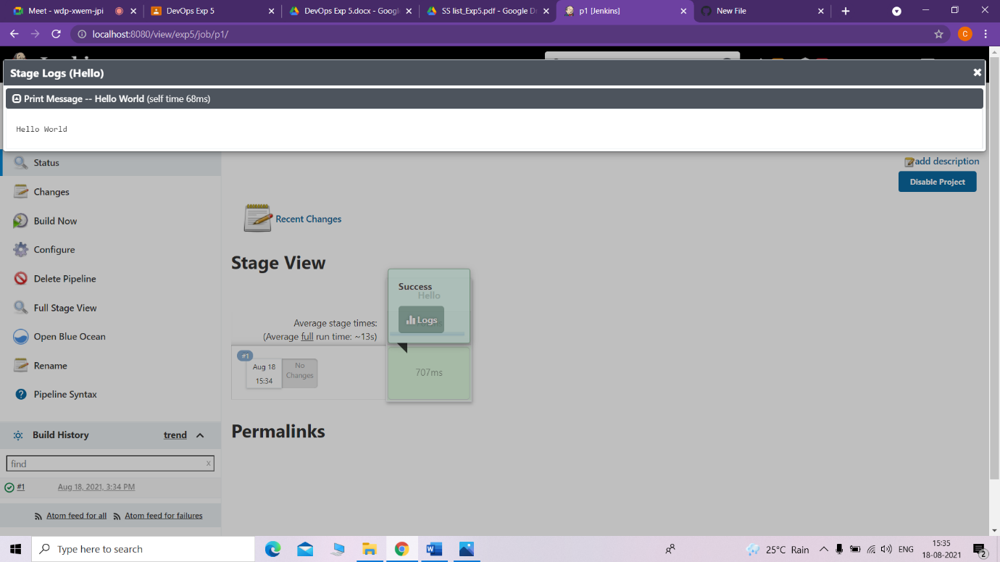 Meet - wdp-xwem-jpi
DevOps Exp 5
DevOps Exp 5.docx - Googl
SS list_Exp5.pdf - Google Dr
p1 [Jenkins]
New File
localhost:8080/view/exp5/job/p1/
C
Stage Logs (Hello)
Print Message -- Hello World (self time 68ms)
Hello World
Status
Changes
Build Now
Configure
Delete Pipeline
Full Stage View
Open Blue Ocean
Rename
Pipeline Syntax
Build History trend
find x
#1 Aug 18, 2021, 3:34 PM
Atom feed for all Atom feed for failures
add description
Disable Project
Recent Changes
Stage View
Success
Hello
Logs
Average stage times:
(Average full run time: ~13s)
#1
Aug 18
15:34
No
Changes
707ms
Permalinks
Type here to search
25°C Rain
ENG
15:35
18-08-2021
2